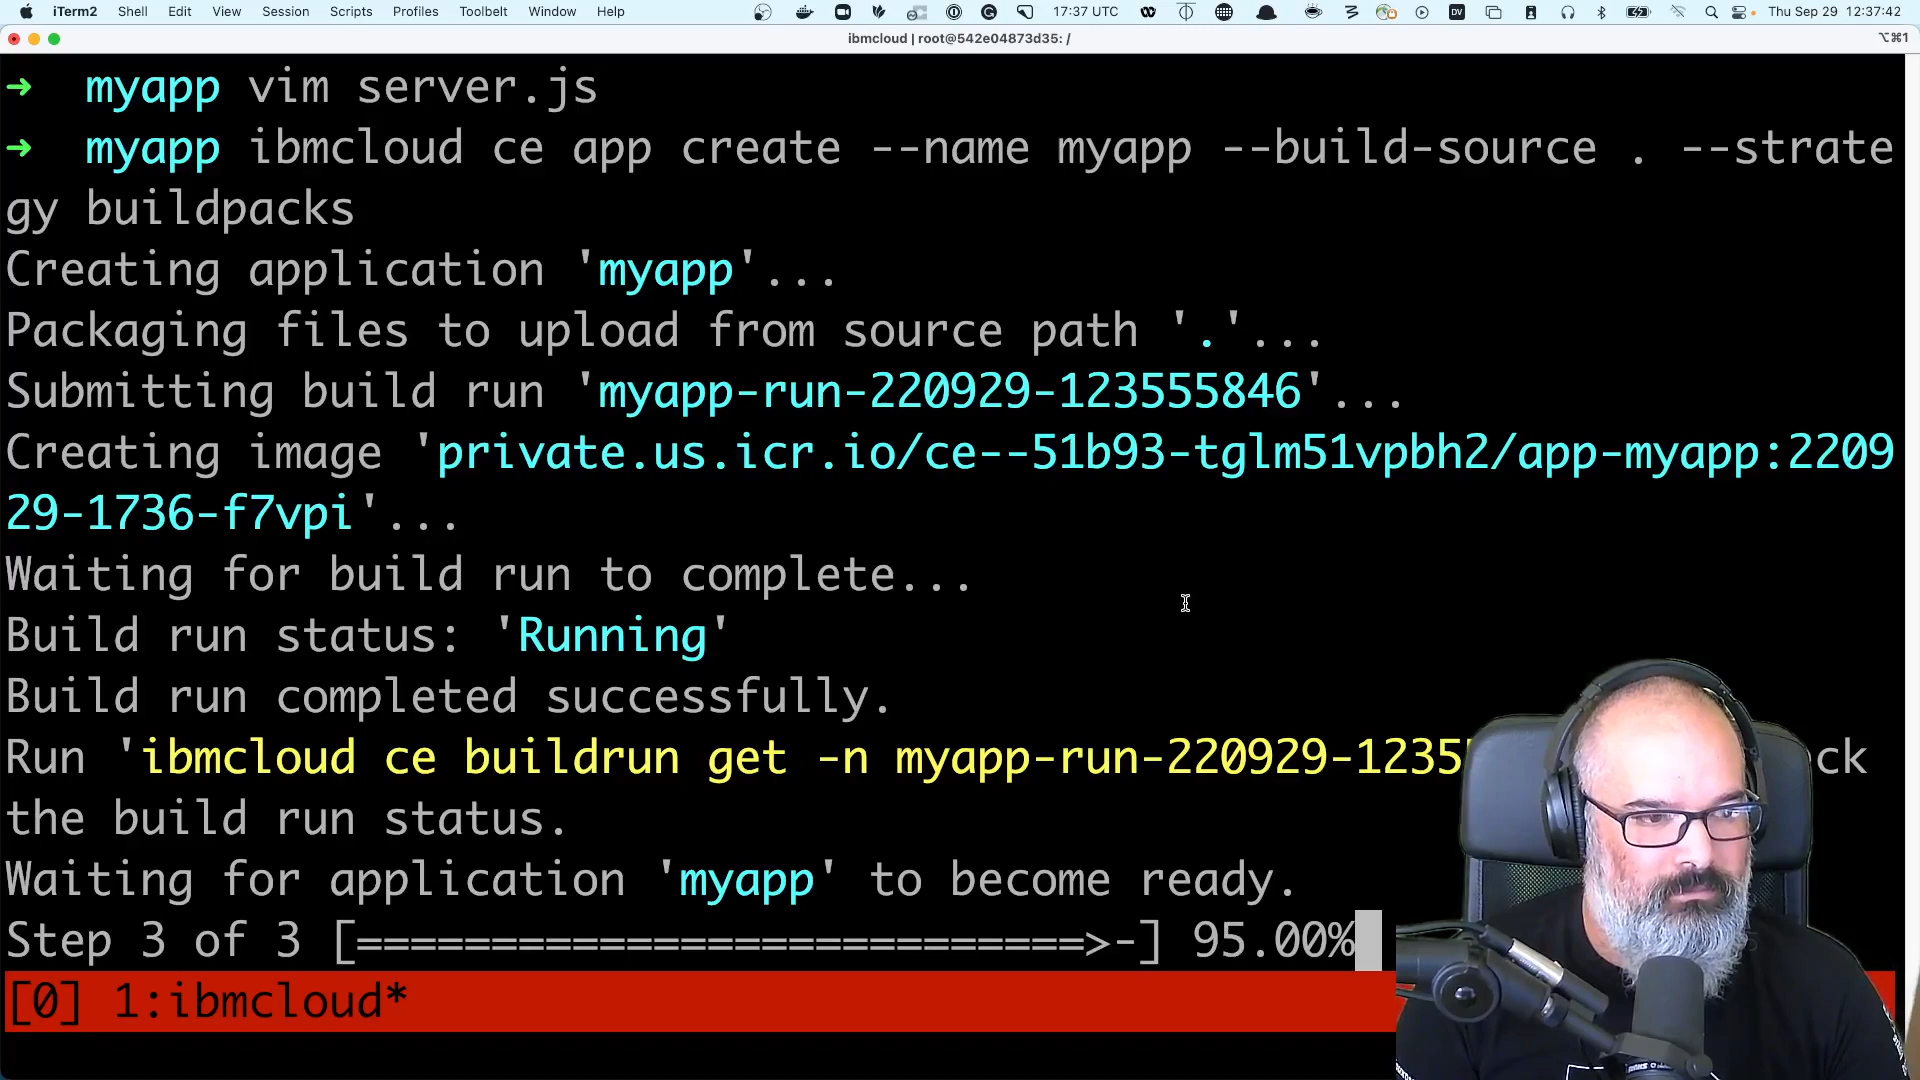 iTerm2 Shell Edit View Session Scripts Profiles Toolbelt Window Help 17:37 UTC DV Thu Sep 29 12:37:42
ibmcloud | root@542e04873d35: / ⌥⌘1
➜ myapp vim server.js
➜ myapp ibmcloud ce app create --name myapp --build-source . --strate
gy buildpacks
Creating application 'myapp'...
Packaging files to upload from source path '.'...
Submitting build run 'myapp-run-220929-123555846'...
Creating image 'private.us.icr.io/ce--51b93-tglm51vpbh2/app-myapp:2209
29-1736-f7vpi'...
Waiting for build run to complete...
Build run status: 'Running'
Build run completed successfully.
Run 'ibmcloud ce buildrun get -n myapp-run-220929-1235 ck
the build run status.
Waiting for application 'myapp' to become ready.
Step 3 of 3 [===========================>-] 95.00%
[0] 1:ibmcloud*